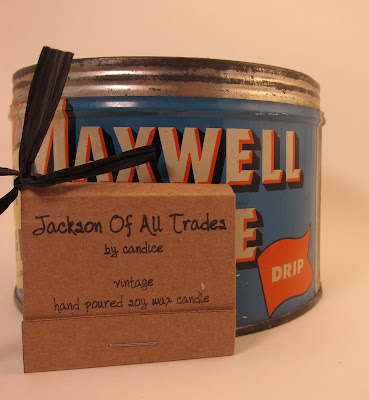 MAXWELL
E
DRIP
Jackson Of All Trades
by candice
vintage
hand poured soy wax candle